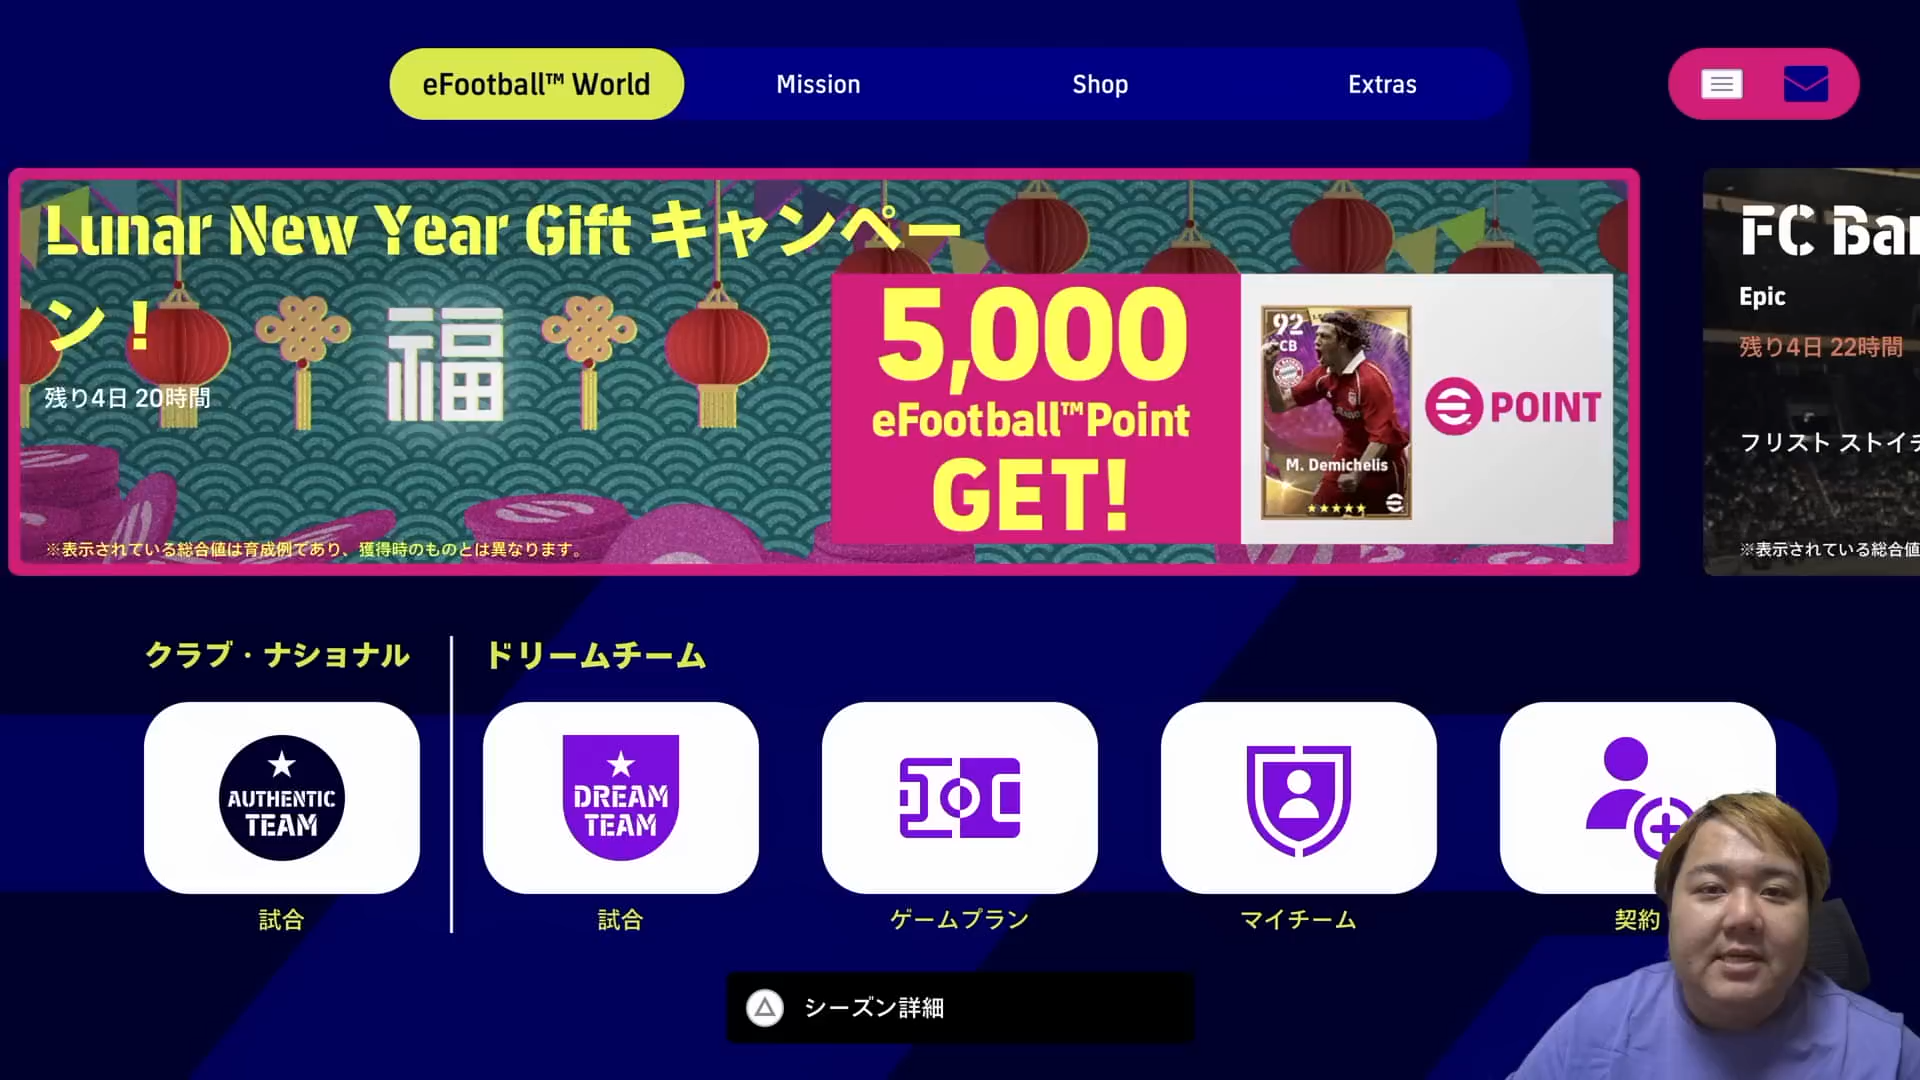 eFootball™ World
Mission
Shop
Extras
Lunar New Year Gift キャンペー
ン！
残り4日 20時間
福
※表示されている総合値は育成例であり、獲得時のものとは異なります。
5,000
eFootball™Point
GET!
92
CB
M. Demichelis
POINT
FC Bar
Epic
残り4日 22時間
フリスト ストイチ
※表示されている総合値
クラブ・ナショナル
ドリームチーム
AUTHENTIC
TEAM
DREAM
TEAM
試合
試合
ゲームプラン
マイチーム
契約
シーズン詳細